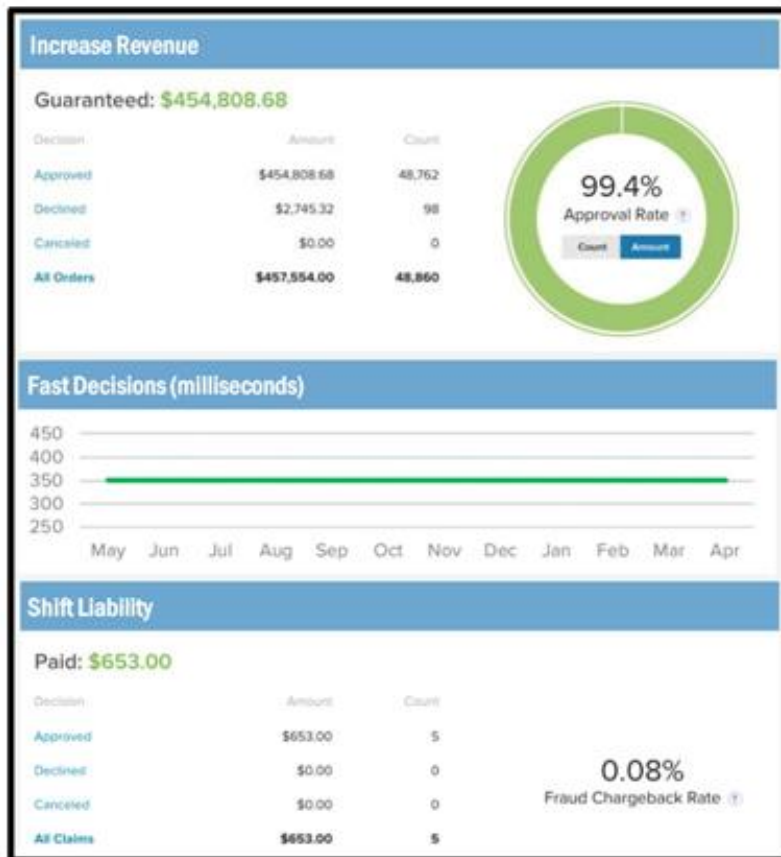 Increase Revenue
Guaranteed: $454,808.68
Decision Amount Count
Approved $454,808.68 48,762
Declined $2,745.32 98
Canceled $0.00 0
All Orders $457,554.00 48,860
99.4%
Approval Rate ?
Count Amount
Fast Decisions (milliseconds)
450
400
350
300
250
May Jun Jul Aug Sep Oct Nov Dec Jan Feb Mar Apr
Shift Liability
Paid: $653.00
Decision Amount Count
Approved $653.00 5
Declined $0.00 0
Canceled $0.00 0
All Claims $653.00 5
0.08%
Fraud Chargeback Rate ?